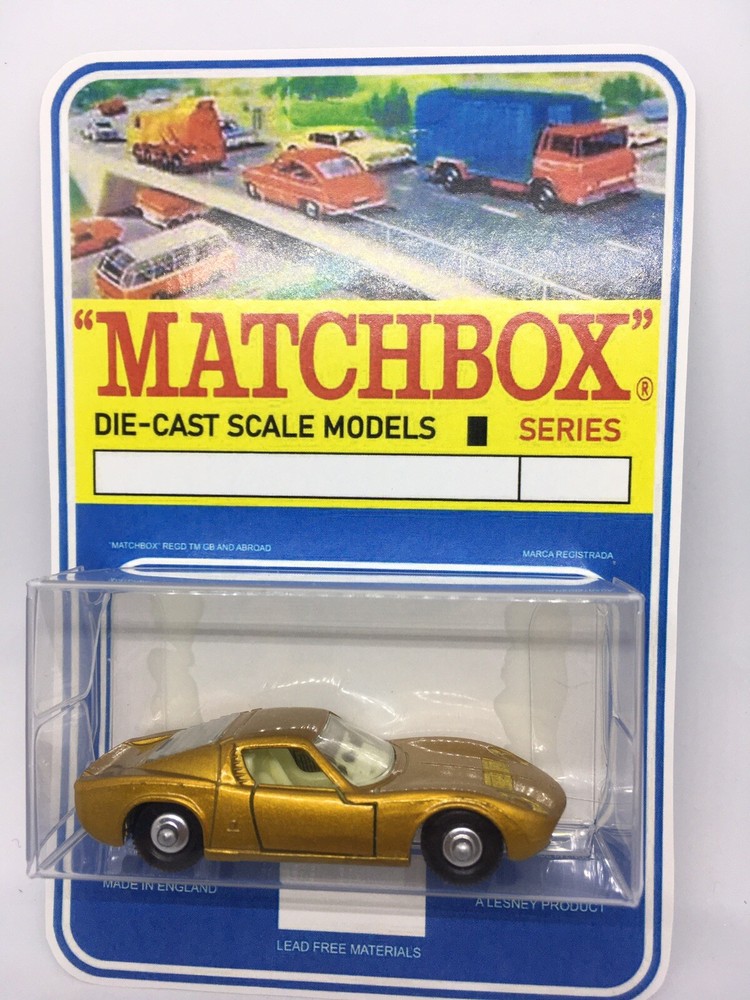 “MATCHBOX”®
DIE-CAST SCALE MODELS SERIES
"MATCHBOX" REGD TM GB AND ABROAD
MARCA REGISTRADA
MADE IN ENGLAND
A LESNEY PRODUCT
LEAD FREE MATERIALS